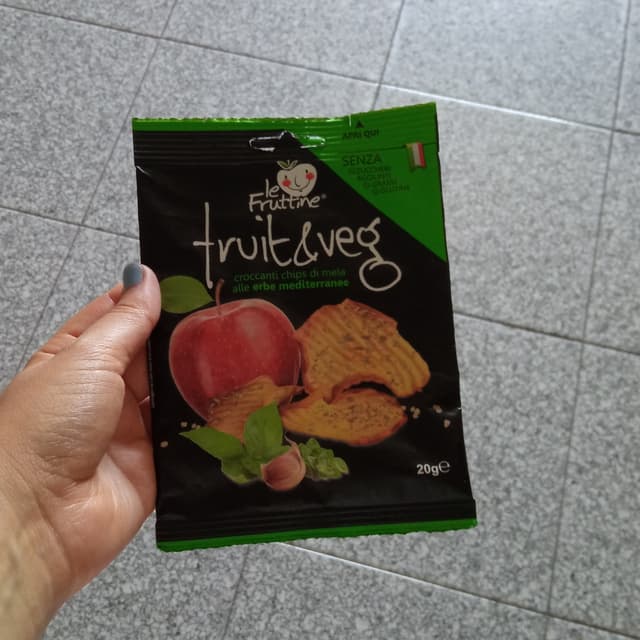 APRI QUI
SENZA
le
Fruttine®
fruit&veg
croccanti chips di mela
alle erbe mediterranee
20g℮